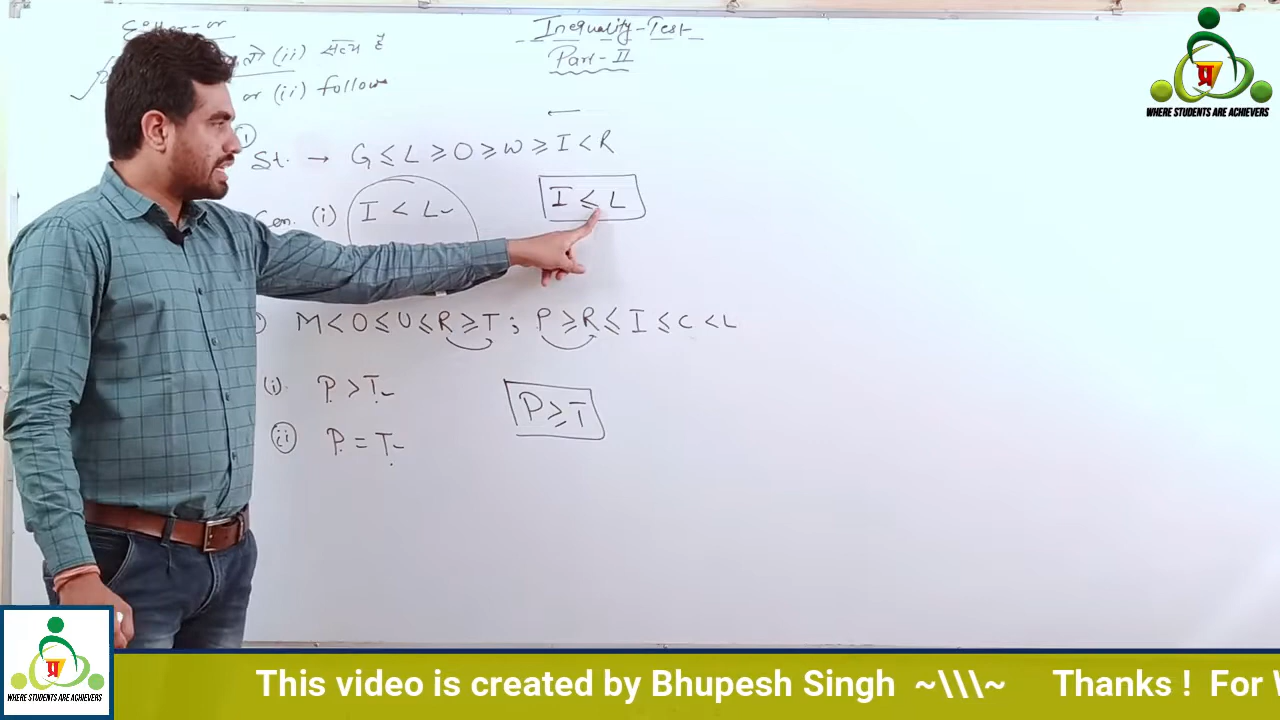 Either-or
Inequality-Test
या (ii) सत्य है
Part-II
or (ii) follow
(1)
St. → G ≤ L ≥ O ≥ W ≥ I < R
Con. (i) I < L
I ≤ L
M < O ≤ U ≤ R ≥ T ; P ≥ R ≤ I ≤ C < L
(i). P > T
P ≥ T
(ii) P = T
प्र
WHERE STUDENTS ARE ACHIEVERS
प्र
WHERE STUDENTS ARE ACHIEVERS
This video is created by Bhupesh Singh ~\\\~ Thanks ! For